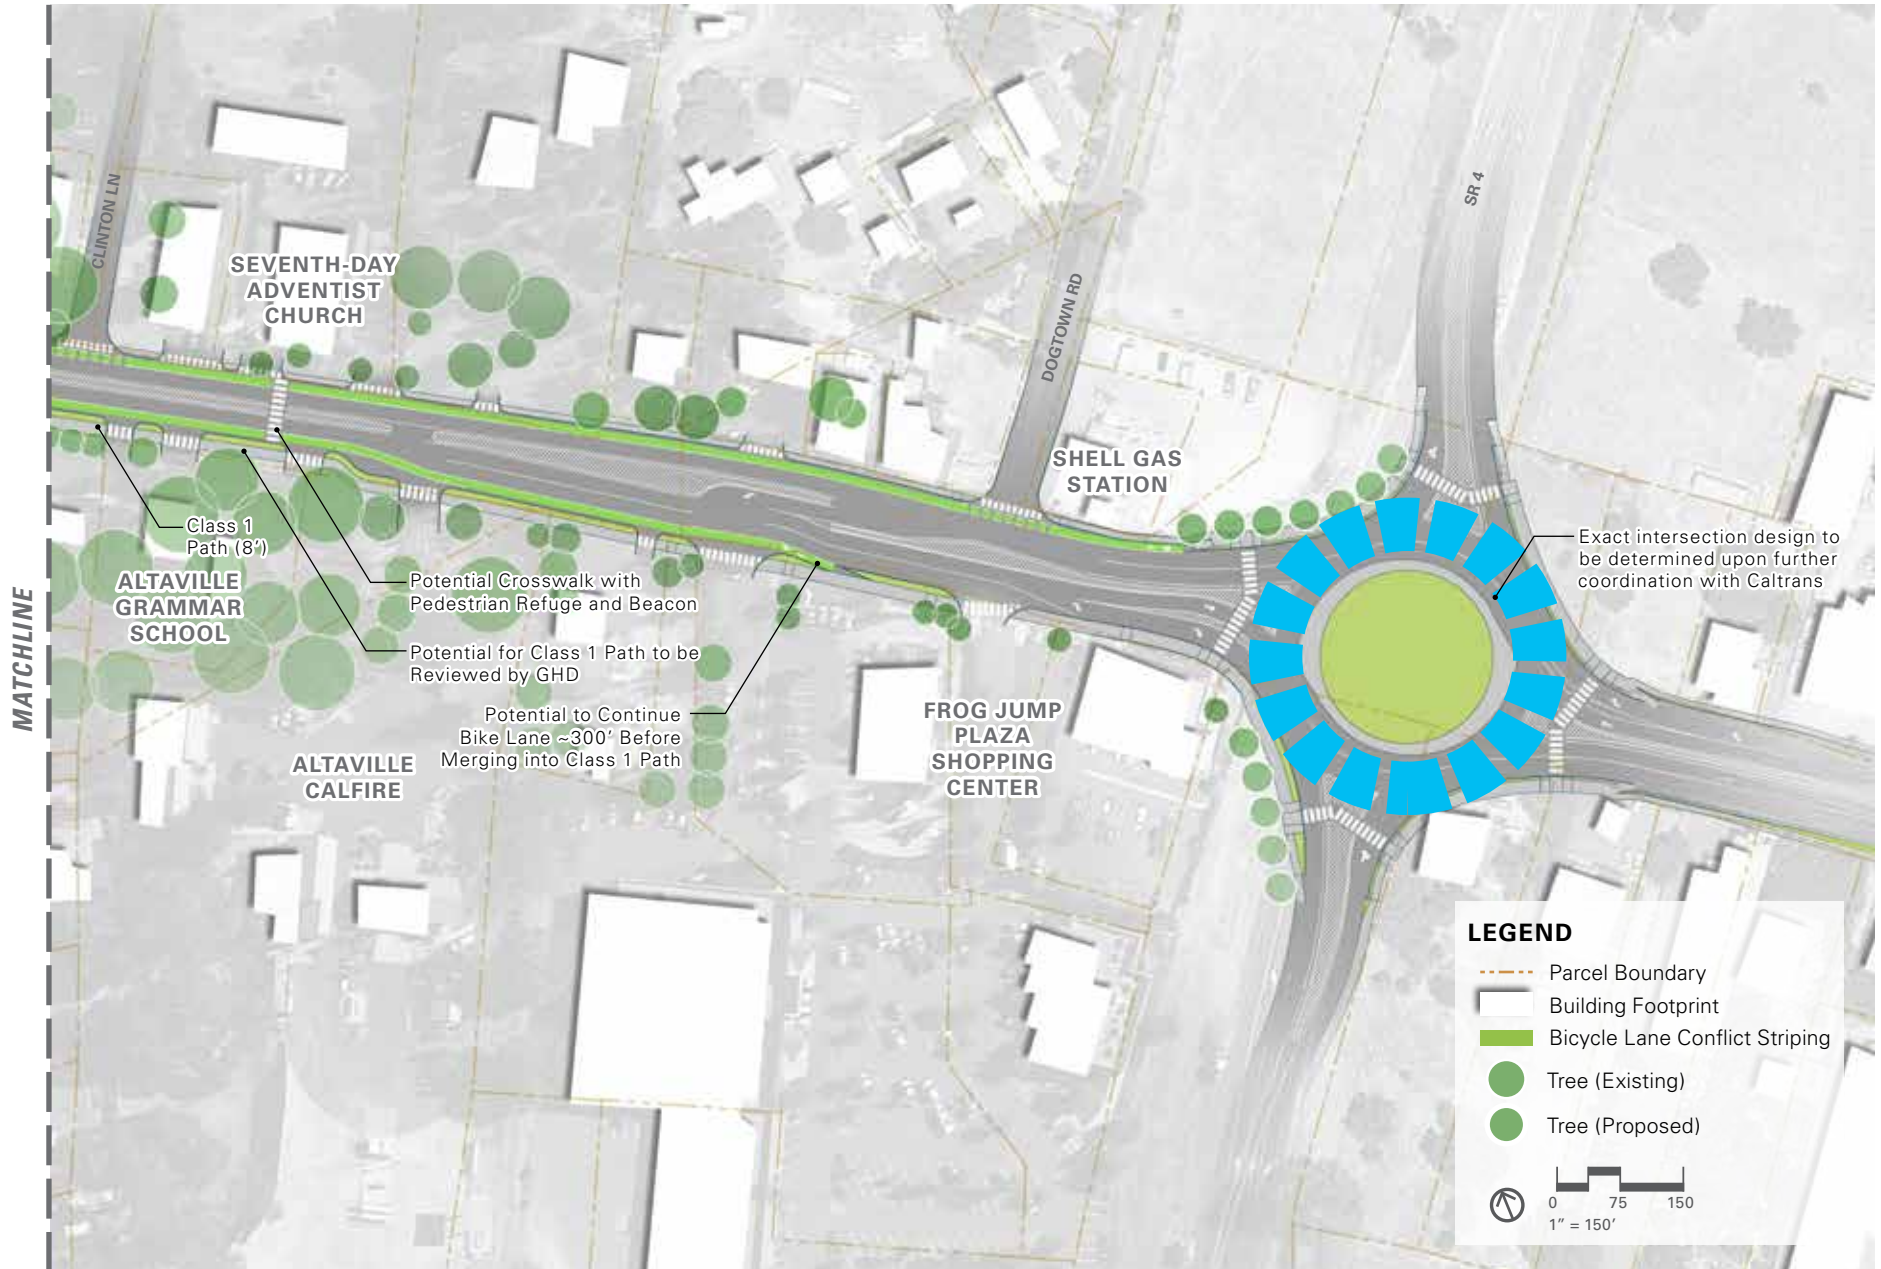 MATCHLINE
CLINTON LN
SEVENTH-DAY
ADVENTIST
CHURCH
DOGTOWN RD
SR 4
SHELL GAS
STATION
Class 1
Path (8’)
ALTAVILLE
GRAMMAR
SCHOOL
Potential Crosswalk with
Pedestrian Refuge and Beacon
Potential for Class 1 Path to be
Reviewed by GHD
Potential to Continue
Bike Lane ~300’ Before
Merging into Class 1 Path
ALTAVILLE
CALFIRE
FROG JUMP
PLAZA
SHOPPING
CENTER
Exact intersection design to
be determined upon further
coordination with Caltrans
LEGEND
Parcel Boundary
Building Footprint
Bicycle Lane Conflict Striping
Tree (Existing)
Tree (Proposed)
0 75 150
1” = 150’